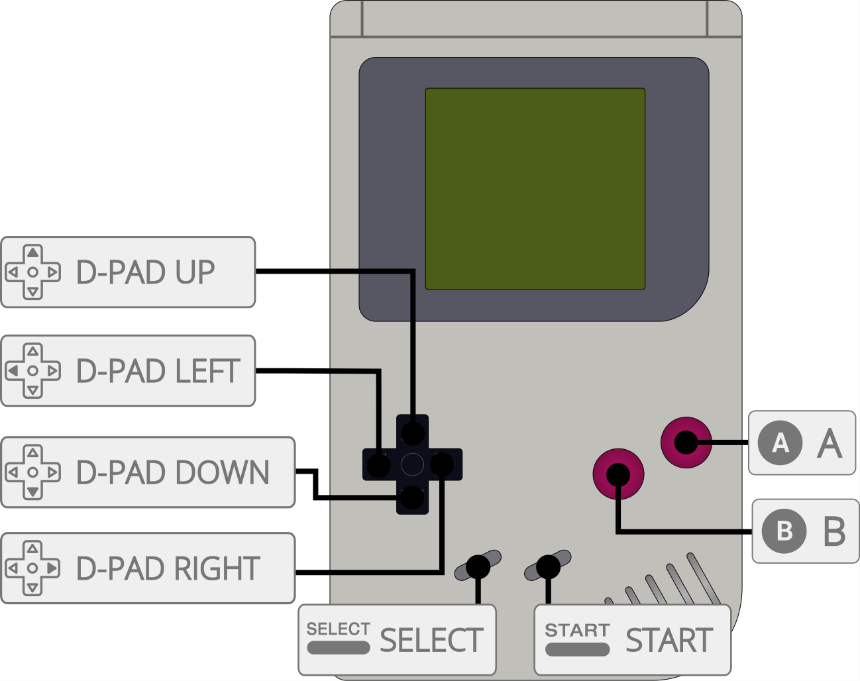 D-PAD UP
D-PAD LEFT
D-PAD DOWN
D-PAD RIGHT
A A
B B
SELECT SELECT
START START